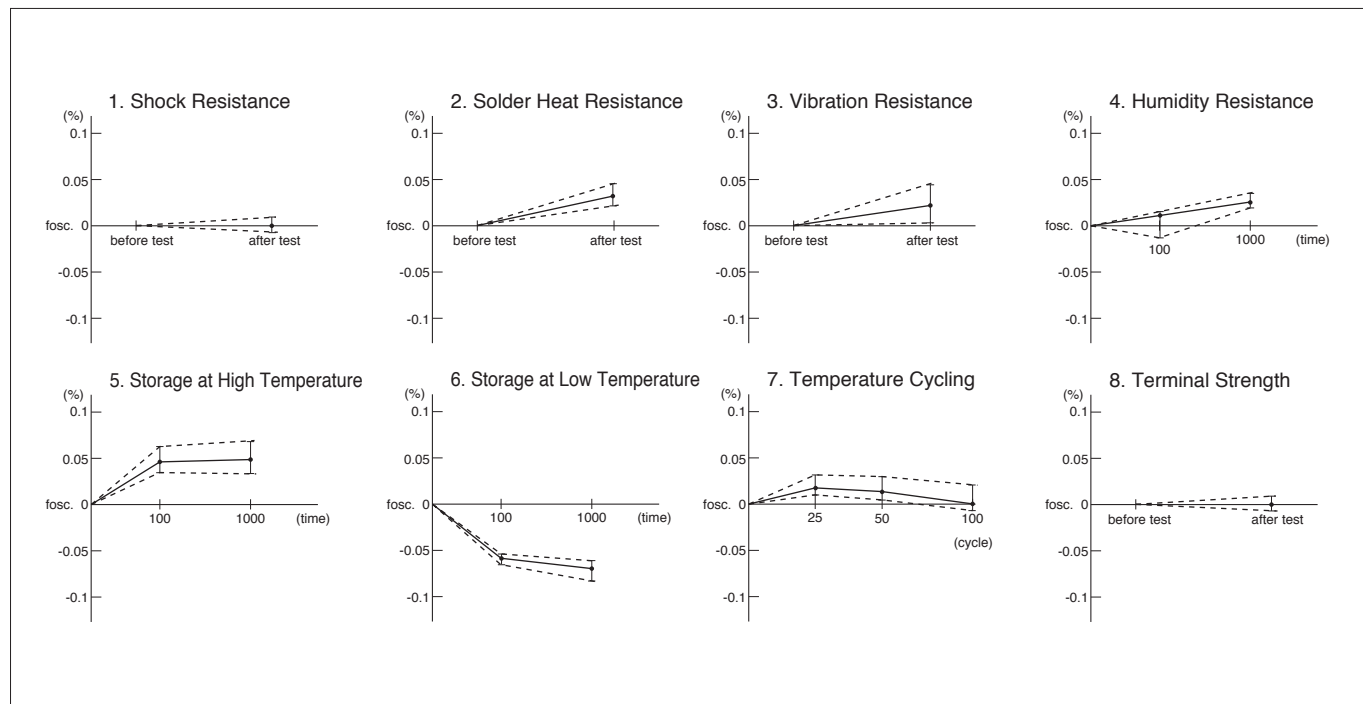 1. Shock Resistance
(%)
0.1
0.05
fosc. 0
before test after test
-0.05
-0.1
2. Solder Heat Resistance
(%)
0.1
0.05
fosc. 0
before test after test
-0.05
-0.1
3. Vibration Resistance
(%)
0.1
0.05
fosc. 0
before test after test
-0.05
-0.1
4. Humidity Resistance
(%)
0.1
0.05
fosc. 0
100 1000 (time)
-0.05
-0.1
5. Storage at High Temperature
(%)
0.1
0.05
fosc. 0
100 1000 (time)
-0.05
-0.1
6. Storage at Low Temperature
(%)
0.1
0.05
fosc. 0
100 1000 (time)
-0.05
-0.1
7. Temperature Cycling
(%)
0.1
0.05
fosc. 0
25 50 100
(cycle)
-0.05
-0.1
8. Terminal Strength
(%)
0.1
0.05
fosc. 0
before test after test
-0.05
-0.1